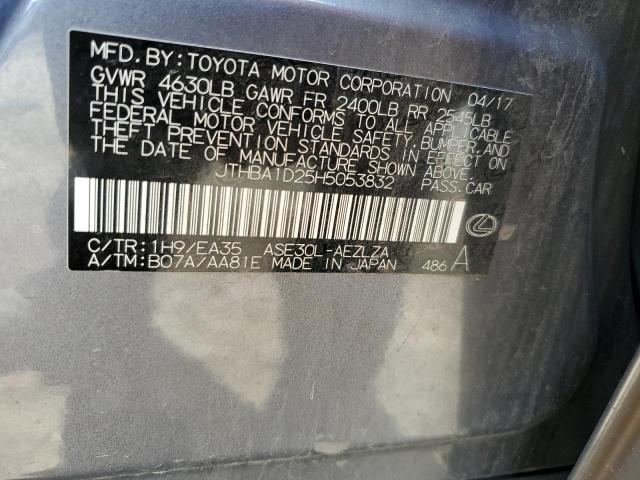 MFD. BY: TOYOTA MOTOR CORPORATION 04/17
GVWR 4630LB GAWR FR 2400LB RR 2545LB
THIS VEHICLE CONFORMS TO ALL APPLICABLE
FEDERAL MOTOR VEHICLE SAFETY, BUMPER, AND
THEFT PREVENTION STANDARDS IN EFFECT ON
THE DATE OF MANUFACTURE SHOWN ABOVE.
JTHBA1D25H5053832 PASS. CAR
C/TR: 1H9/EA35 ASE30L-AEZLZA
A/TM: B07A/AA81E MADE IN JAPAN 486 A